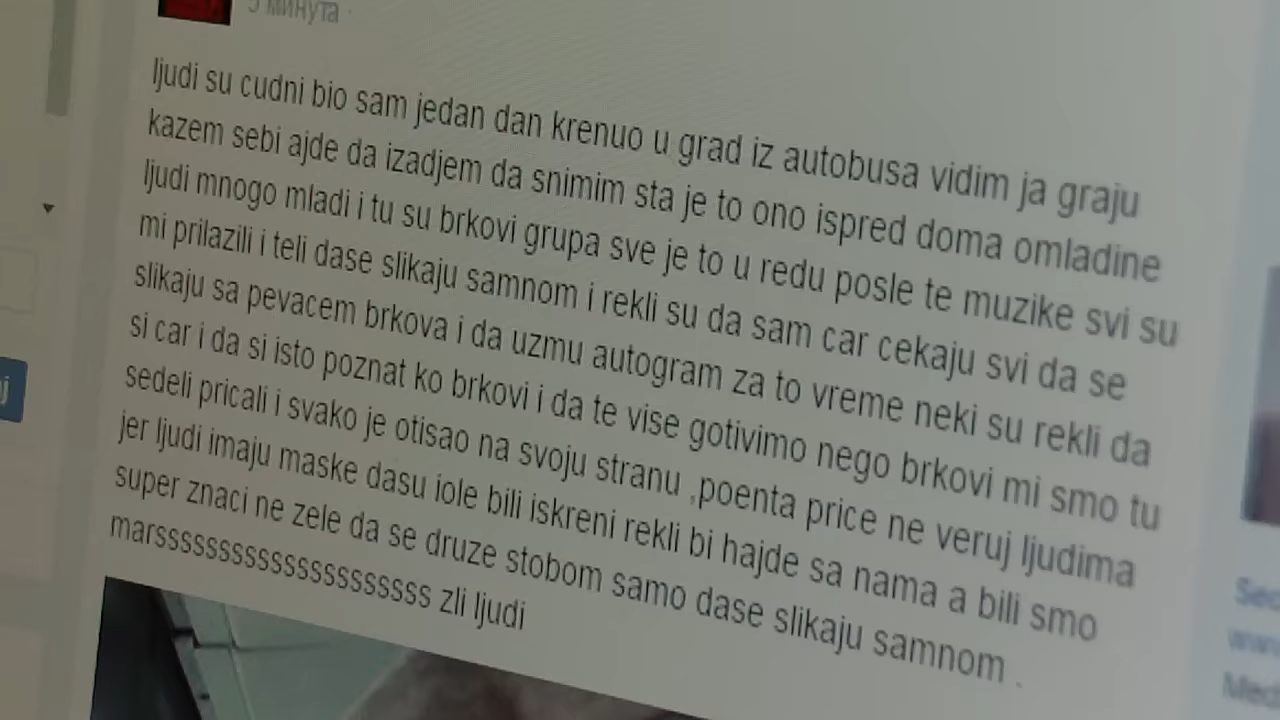 5 минута
ljudi su cudni bio sam jedan dan krenuo u grad iz autobusa vidim ja graju
kazem sebi ajde da izadjem da snimim sta je to ono ispred doma omladine
ljudi mnogo mladi i tu su brkovi grupa sve je to u redu posle te muzike svi su
mi prilazili i teli dase slikaju samnom i rekli su da sam car cekaju svi da se
slikaju sa pevacem brkova i da uzmu autogram za to vreme neki su rekli da
si car i da si isto poznat ko brkovi i da te vise gotivimo nego brkovi mi smo tu
sedeli pricali i svako je otisao na svoju stranu ,poenta price ne veruj ljudima
jer ljudi imaju maske dasu iole bili iskreni rekli bi hajde sa nama a bili smo
super znaci ne zele da se druze stobom samo dase slikaju samnom .
marsssssssssssssssssssss zli ljudi